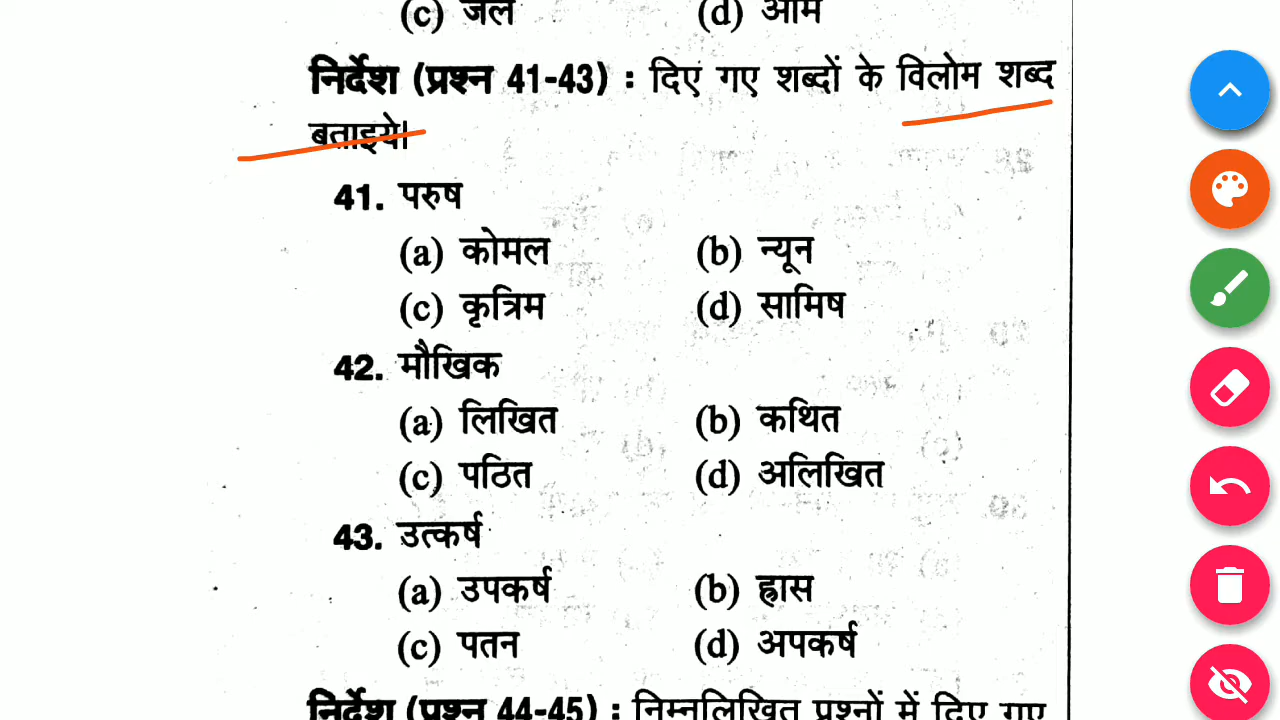 (c) जल (d) आम
निर्देश (प्रश्न 41-43) : दिए गए शब्दों के विलोम शब्द
बताइये।
41. परुष
(a) कोमल (b) न्यून
(c) कृत्रिम (d) सामिष
42. मौखिक
(a) लिखित (b) कथित
(c) पठित (d) अलिखित
43. उत्कर्ष
(a) उपकर्ष (b) ह्रास
(c) पतन (d) अपकर्ष
निर्देश (प्रश्न 44-45) : निम्नलिखित प्रश्नों में दिए गए